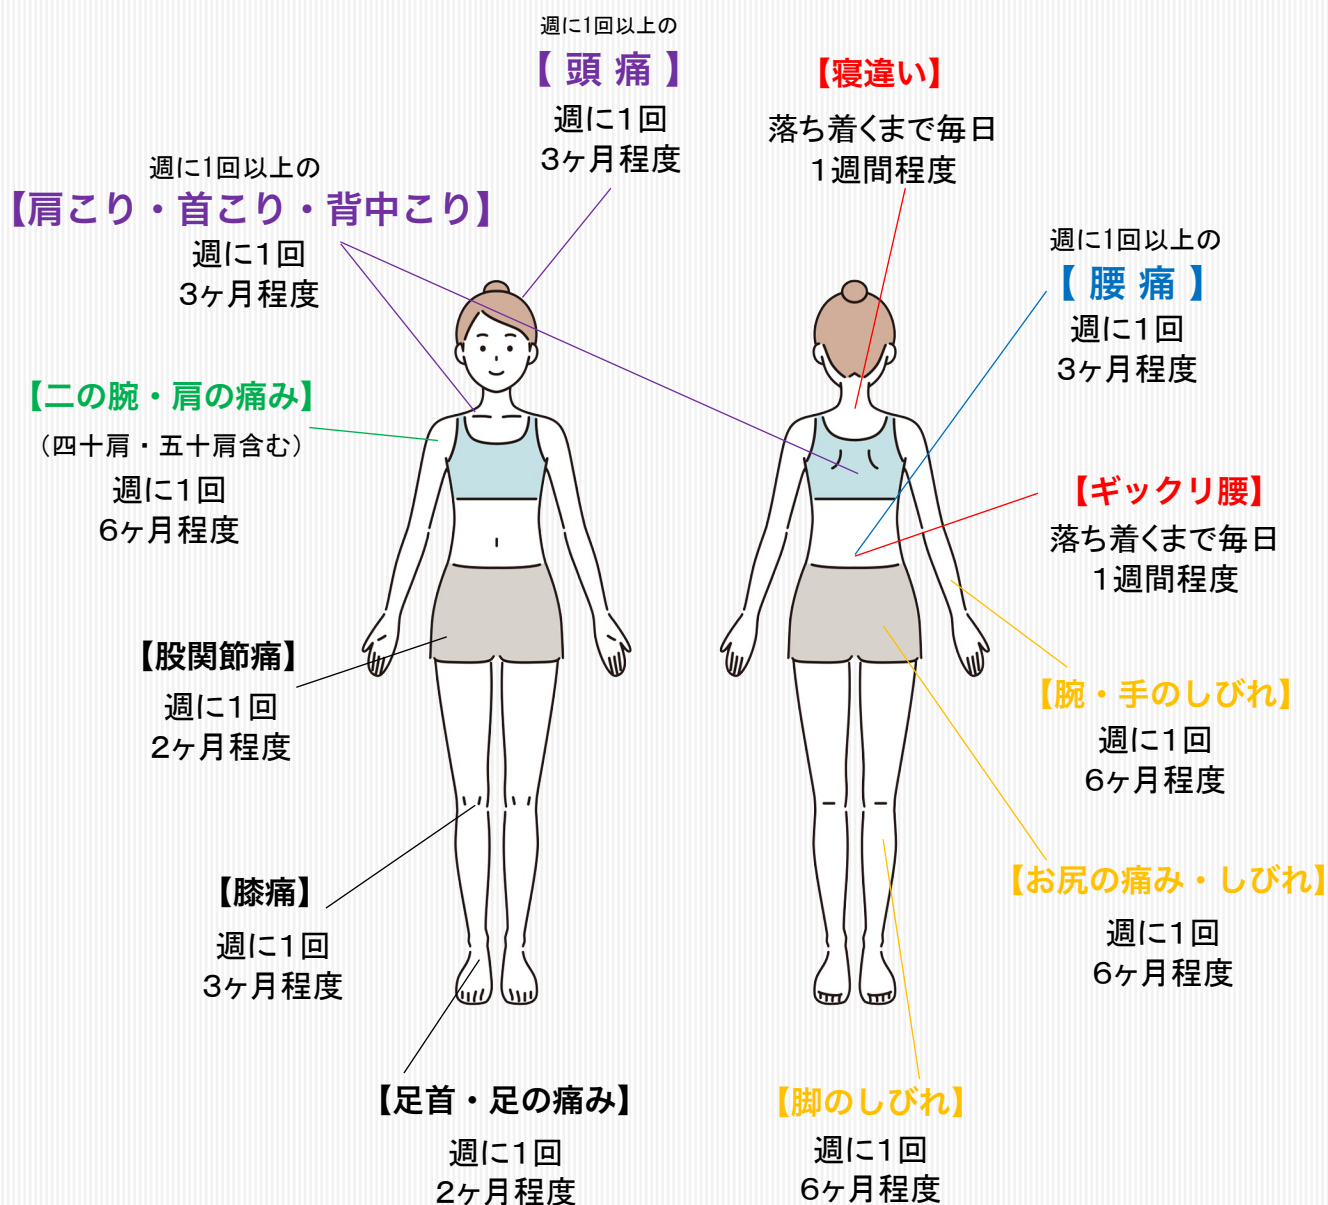 週に1回以上の
【 頭 痛 】
週に1回
3ヶ月程度
【寝違い】
落ち着くまで毎日
1週間程度
週に1回以上の
【肩こり・首こり・背中こり】
週に1回
3ヶ月程度
週に1回以上の
【 腰 痛 】
週に1回
3ヶ月程度
【二の腕・肩の痛み】
（四十肩・五十肩含む）
週に1回
6ヶ月程度
【ギックリ腰】
落ち着くまで毎日
1週間程度
【股関節痛】
週に1回
2ヶ月程度
【腕・手のしびれ】
週に1回
6ヶ月程度
【膝痛】
週に1回
3ヶ月程度
【お尻の痛み・しびれ】
週に1回
6ヶ月程度
【足首・足の痛み】
週に1回
2ヶ月程度
【脚のしびれ】
週に1回
6ヶ月程度